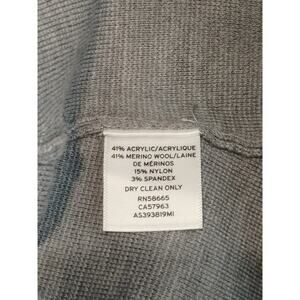 41% ACRYLIC/ACRYLIQUE
41% MERINO WOOL/LAINE
DE MÉRINOS
15% NYLON
3% SPANDEX
DRY CLEAN ONLY
RN58665
CA57963
AS393819MI